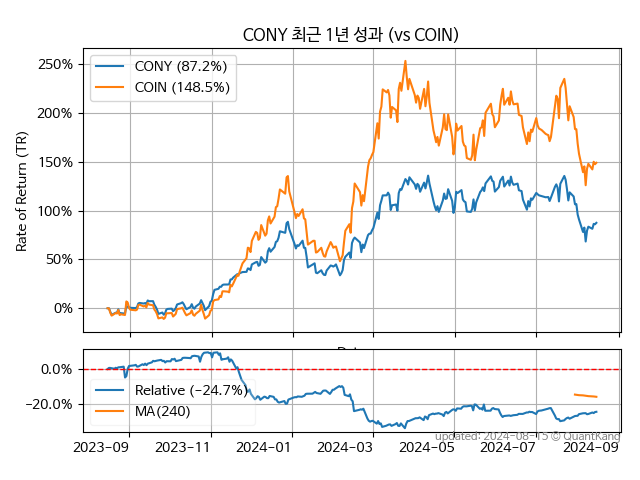 CONY 최근 1년 성과 (vs COIN)
Rate of Return (TR)
250%
200%
150%
100%
50%
0%
CONY (87.2%)
COIN (148.5%)
0.0%
−20.0%
Relative (−24.7%)
MA(240)
2023−09 2023−11 2024−01 2024−03 2024−05 2024−07 2024−09
updated: 2024−08−15 © QuantKang